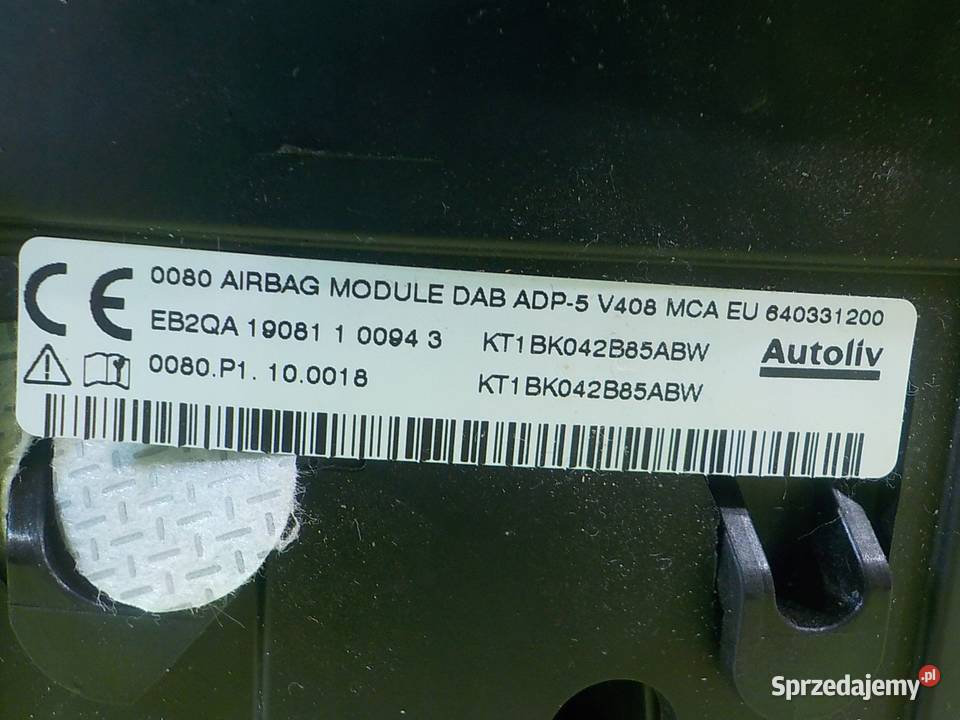 CE 0080 AIRBAG MODULE DAB ADP-5 V408 MCA EU 640331200
EB2QA 19081 1 0094 3 KT1BK042B85ABW Autoliv
0080.P1. 10.0018 KT1BK042B85ABW
Sprzedajemy.pl